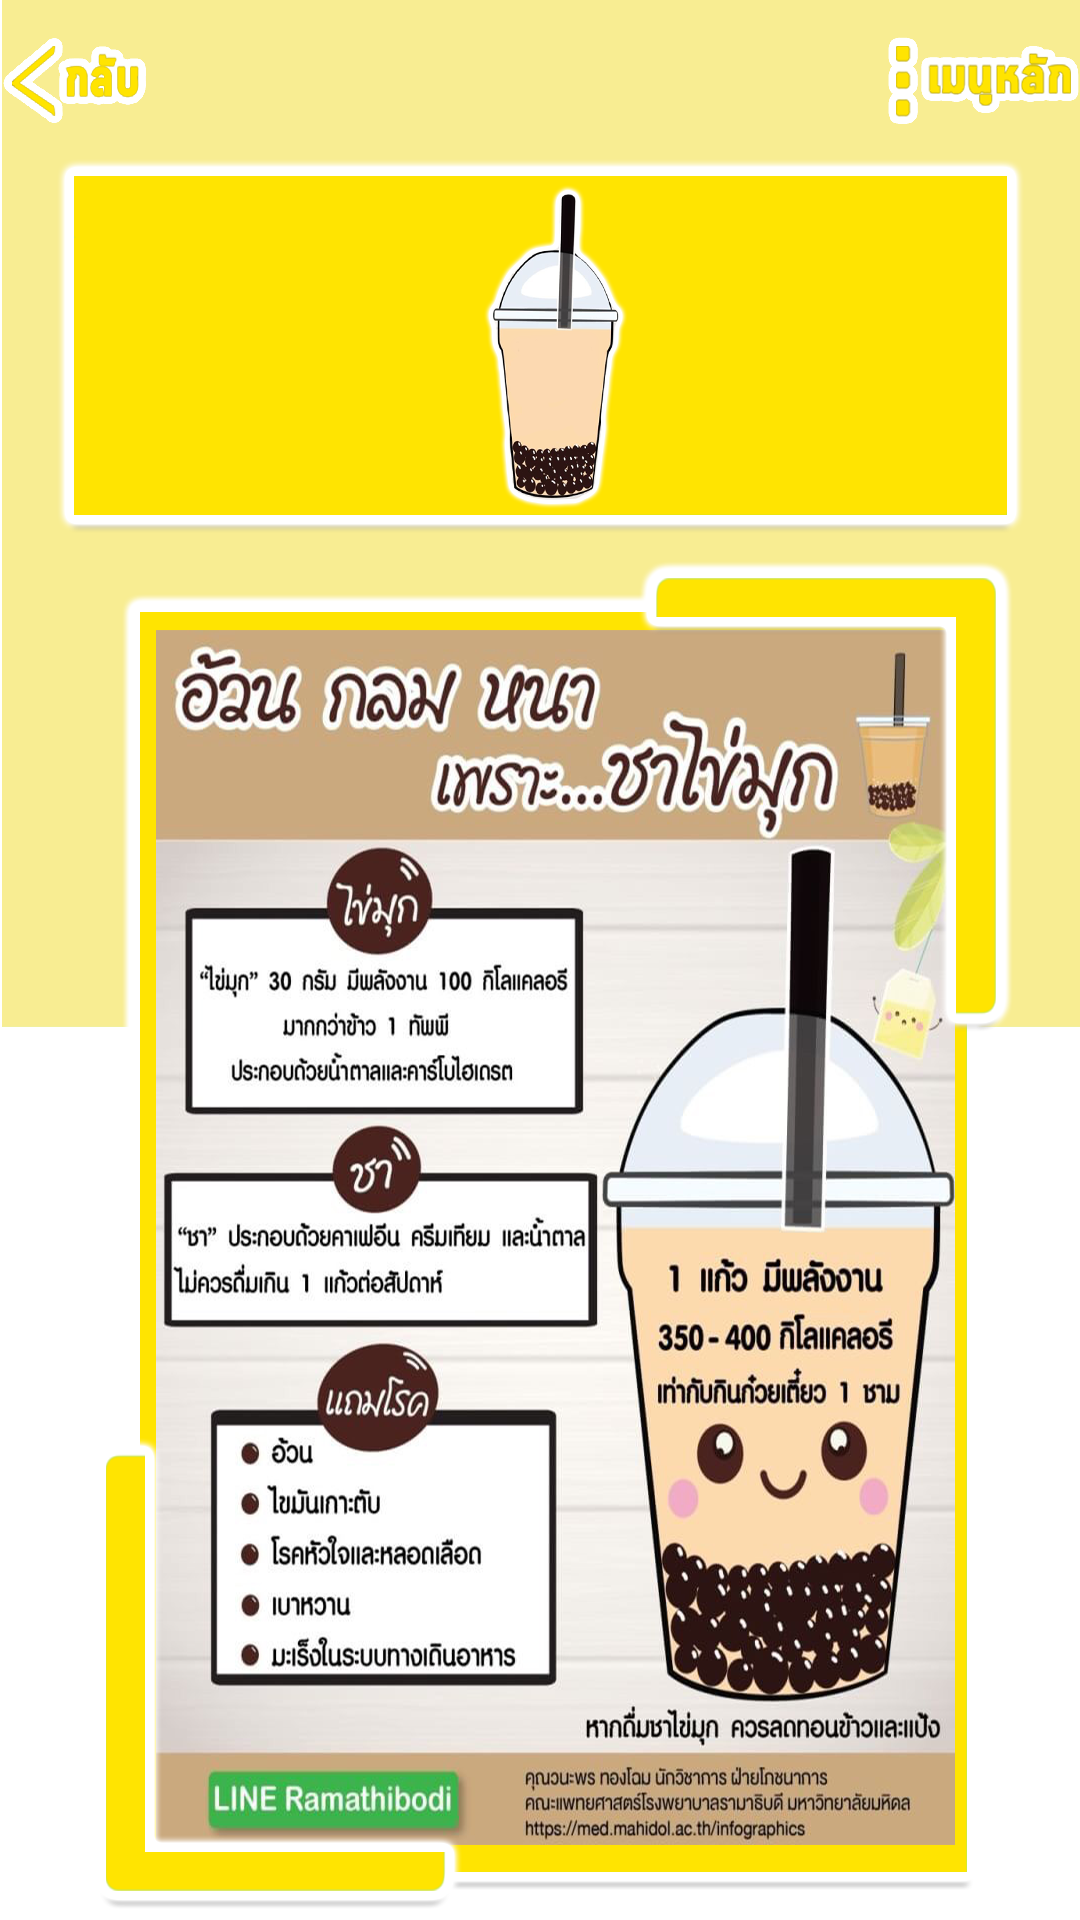 กลับ
เมนูหลัก
อ้วน กลม หนา
เพราะ...ชาไข่มุก
ไข่มุก
“ไข่มุก” 30 กรัม มีพลังงาน 100 กิโลแคลอรี
มากกว่าข้าว 1 ทัพพี
ประกอบด้วยน้ำตาลและคาร์โบไฮเดรต
ชา
“ชา” ประกอบด้วยคาเฟอีน ครีมเทียม และน้ำตาล
ไม่ควรดื่มเกิน 1 แก้วต่อสัปดาห์
1 แก้ว มีพลังงาน
350 - 400 กิโลแคลอรี
เท่ากับกินก๋วยเตี๋ยว 1 ชาม
แถมโรค
อ้วน
ไขมันเกาะตับ
โรคหัวใจและหลอดเลือด
เบาหวาน
มะเร็งในระบบทางเดินอาหาร
หากดื่มชาไข่มุก ควรลดทอนข้าวและแป้ง
LINE Ramathibodi
คุณวนะพร ทองโฉม นักวิชาการ ฝ่ายโภชนาการ
คณะแพทยศาสตร์โรงพยาบาลรามาธิบดี มหาวิทยาลัยมหิดล
https://med.mahidol.ac.th/infographics